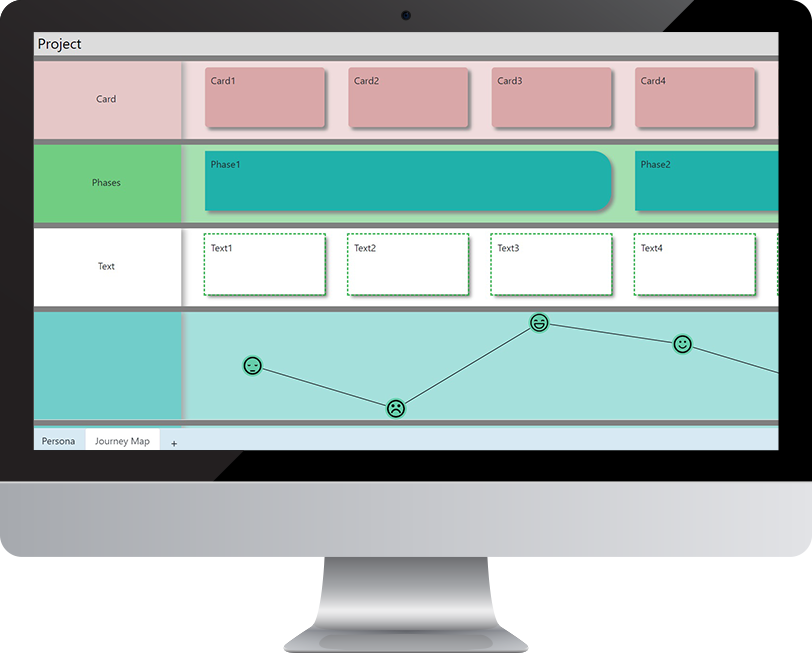 Project
Card
Card1
Card2
Card3
Card4
Phases
Phase1
Phase2
Text
Text1
Text2
Text3
Text4
Persona
Journey Map
+